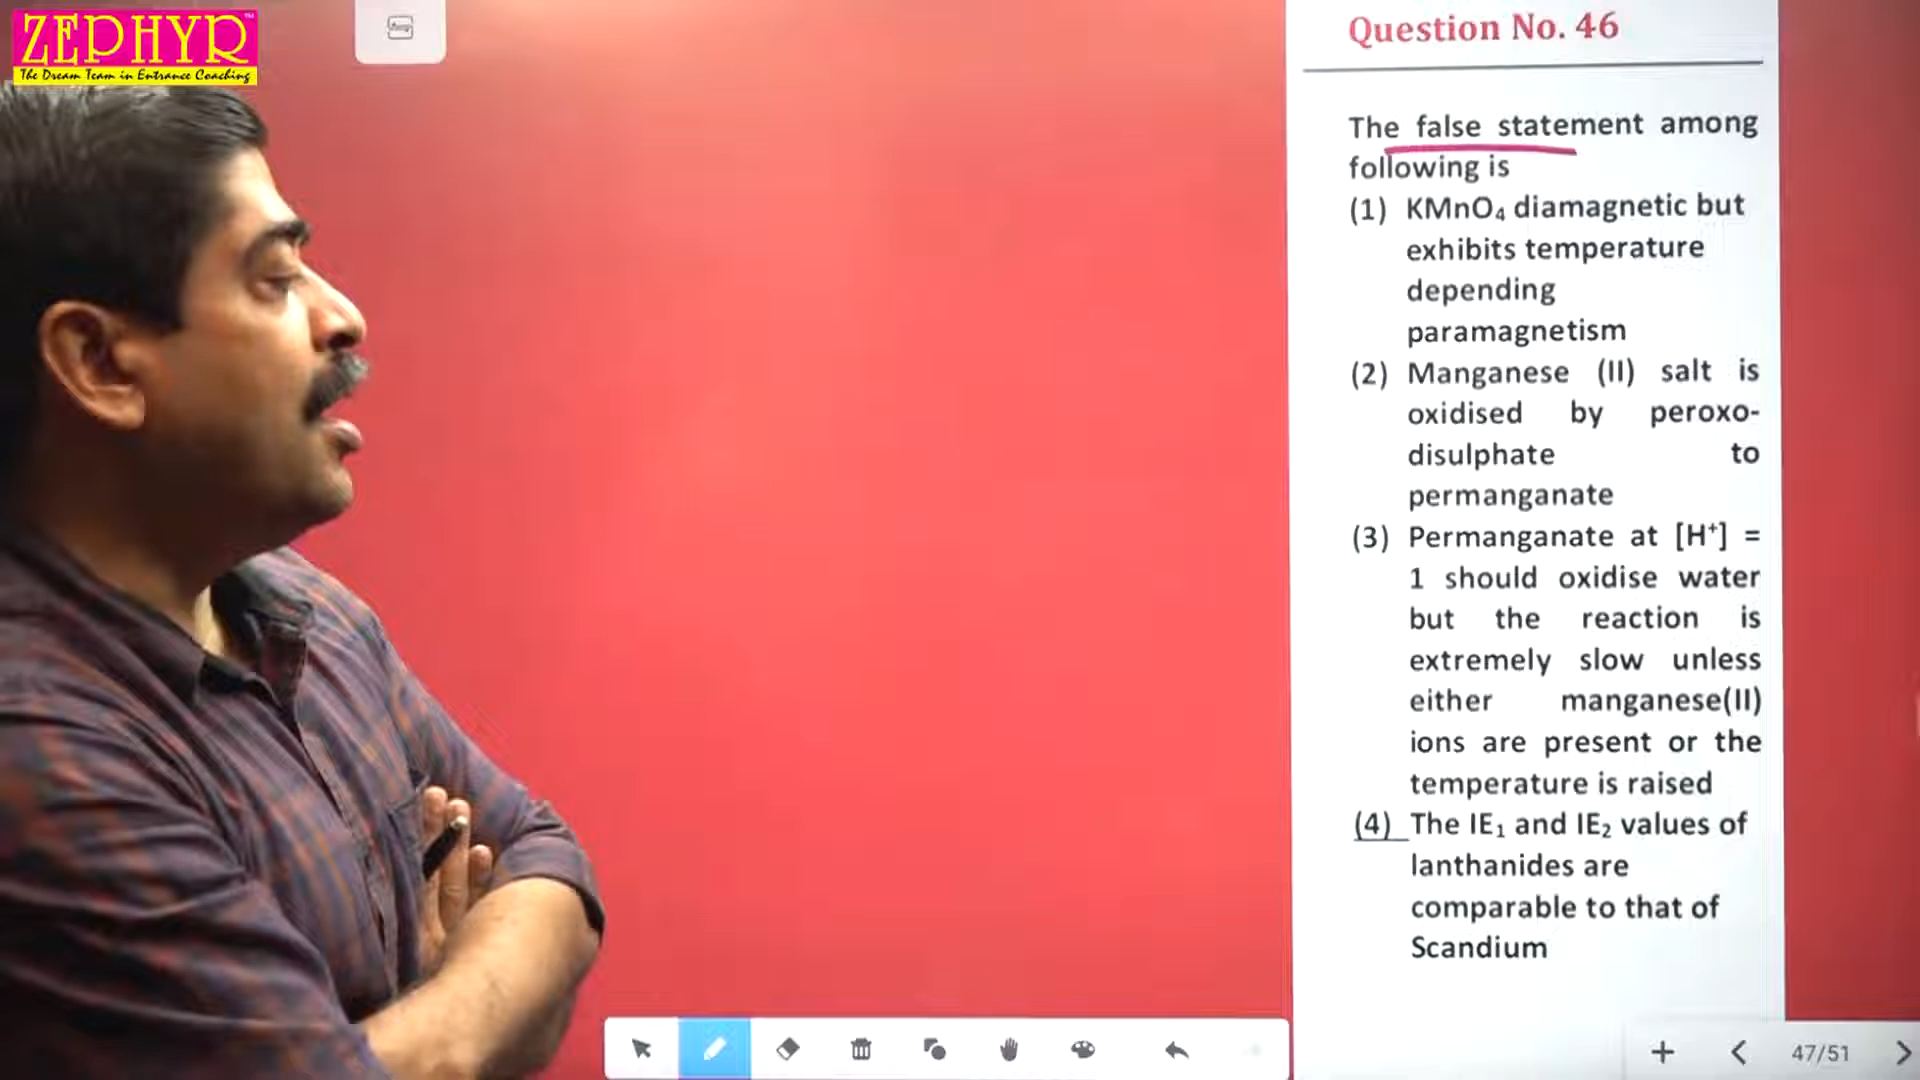 ZEPHYR™
The Dream Team in Entrance Coaching
Question No. 46
The false statement among
following is
(1) KMnO₄ diamagnetic but
exhibits temperature
depending
paramagnetism
(2) Manganese (II) salt is
oxidised by peroxo-
disulphate to
permanganate
(3) Permanganate at [H⁺] =
1 should oxidise water
but the reaction is
extremely slow unless
either manganese(II)
ions are present or the
temperature is raised
(4) The IE₁ and IE₂ values of
lanthanides are
comparable to that of
Scandium
47/51